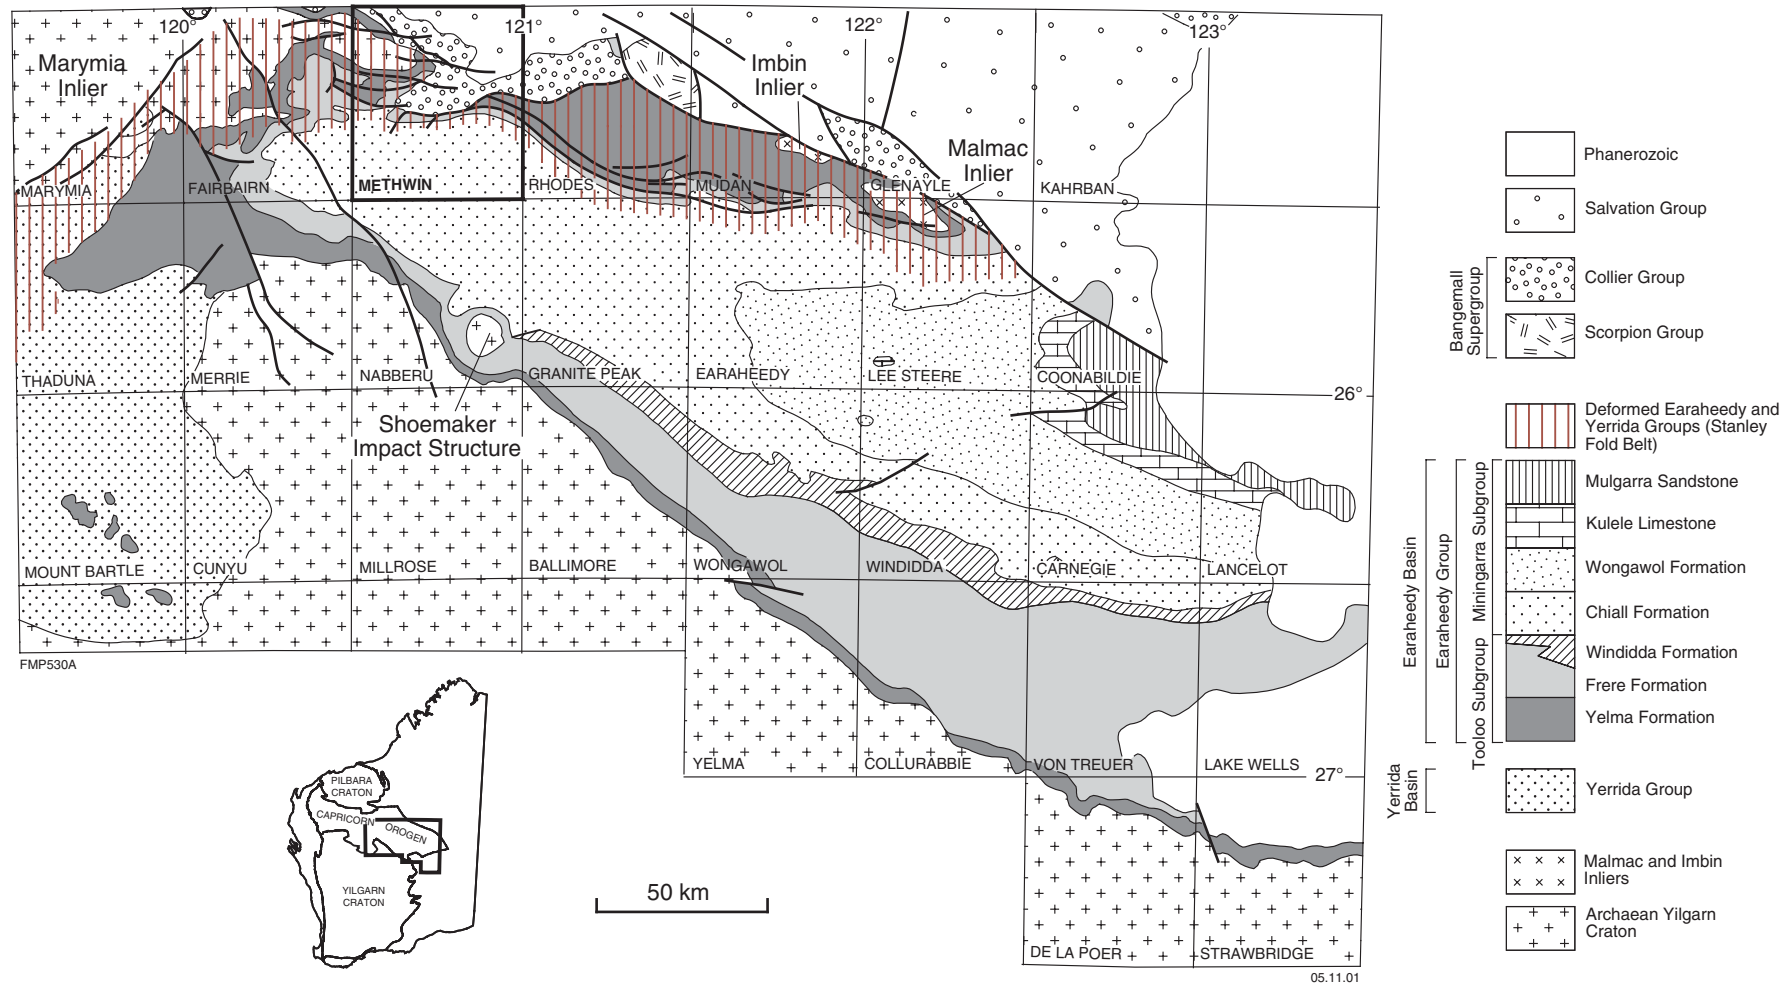 120°
121°
122°
123°
Marymia
Inlier
Imbin
Inlier
Malmac
Inlier
MARYMIA
FAIRBAIRN
METHWIN
RHODES
MUDAN
GLENAYLE
KAHRBAN
THADUNA
MERRIE
NABBERU
GRANITE PEAK
EARAHEEDY
LEE STEERE
COONABILDIE
26°
Shoemaker
Impact Structure
MOUNT BARTLE
CUNYU
MILLROSE
BALLIMORE
WONGAWOL
WINDIDDA
CARNEGIE
LANCELOT
FMP530A
YELMA
COLLURABBIE
VON TREUER
LAKE WELLS
27°
DE LA POER
STRAWBRIDGE
05.11.01
PILBARA
CRATON
CAPRICORN
OROGEN
YILGARN
CRATON
50 km
Phanerozoic
Salvation Group
Bangemall
Supergroup
Collier Group
Scorpion Group
Deformed Earaheedy and
Yerrida Groups (Stanley
Fold Belt)
Earaheedy Basin
Earaheedy Group
Miningarra Subgroup
Mulgarra Sandstone
Kulele Limestone
Wongawol Formation
Chiall Formation
Tooloo Subgroup
Windidda Formation
Frere Formation
Yelma Formation
Yerrida
Basin
Yerrida Group
Malmac and Imbin
Inliers
Archaean Yilgarn
Craton